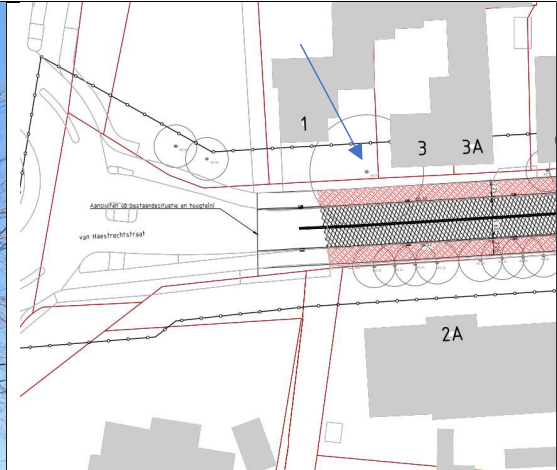 1
3
3A
Aansluiten op bestaandesituatie en hoogte(n)
van Haestrechtstraat
2A